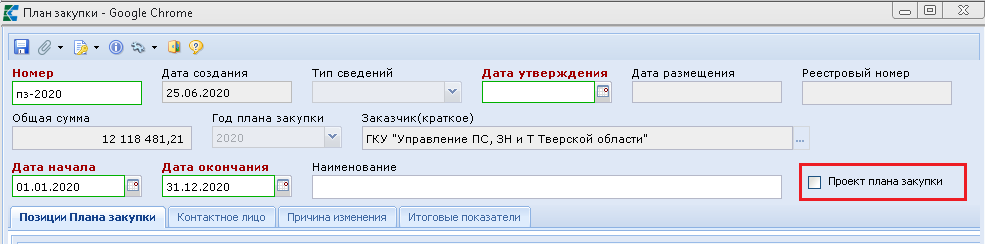 План закупки - Google Chrome
Номер Дата создания Тип сведений Дата утверждения Дата размещения Реестровый номер
пз-2020 25.06.2020
Общая сумма Год плана закупки Заказчик(краткое)
12 118 481,21 2020 ГКУ "Управление ПС, ЗН и Т Тверской области" ...
Дата начала Дата окончания Наименование
01.01.2020 31.12.2020 Проект плана закупки
Позиции Плана закупки Контактное лицо Причина изменения Итоговые показатели